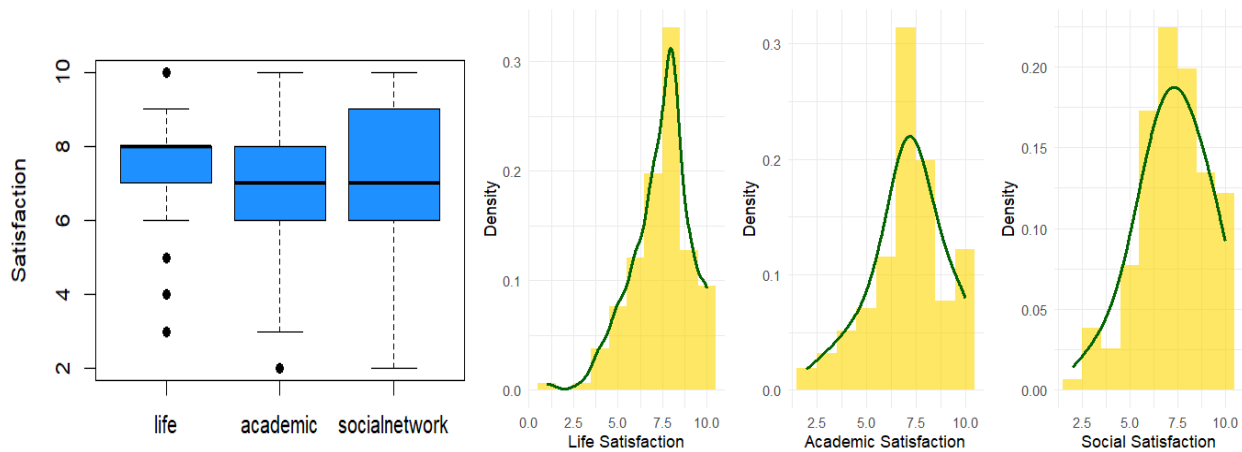 Satisfaction
10
8
6
4
2
life academic socialnetwork
Density
0.3
0.2
0.1
0.0
0.0 2.5 5.0 7.5 10.0
Life Satisfaction
Density
0.3
0.2
0.1
0.0
2.5 5.0 7.5 10.0
Academic Satisfaction
Density
0.20
0.15
0.10
0.05
0.00
2.5 5.0 7.5 10.0
Social Satisfaction